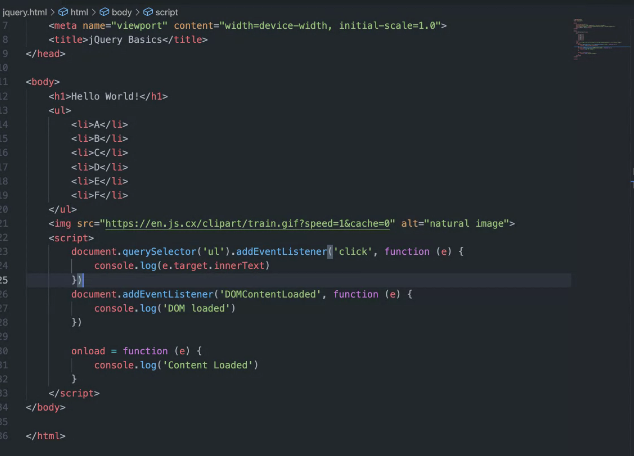 jquery.html > html > body > script
7 <meta name="viewport" content="width=device-width, initial-scale=1.0">
8 <title>jQuery Basics</title>
9 </head>
10
11 <body>
12 <h1>Hello World!</h1>
13 <ul>
14 <li>A</li>
15 <li>B</li>
16 <li>C</li>
17 <li>D</li>
18 <li>E</li>
19 <li>F</li>
20 </ul>
21 <img src="https://en.js.cx/clipart/train.gif?speed=1&cache=0" alt="natural image">
22 <script>
23 document.querySelector('ul').addEventListener('click', function (e) {
24 console.log(e.target.innerText)
25 })
26 document.addEventListener('DOMContentLoaded', function (e) {
27 console.log('DOM loaded')
28 })
29
30 onload = function (e) {
31 console.log('Content Loaded')
32 }
33 </script>
34 </body>
35
36 </html>